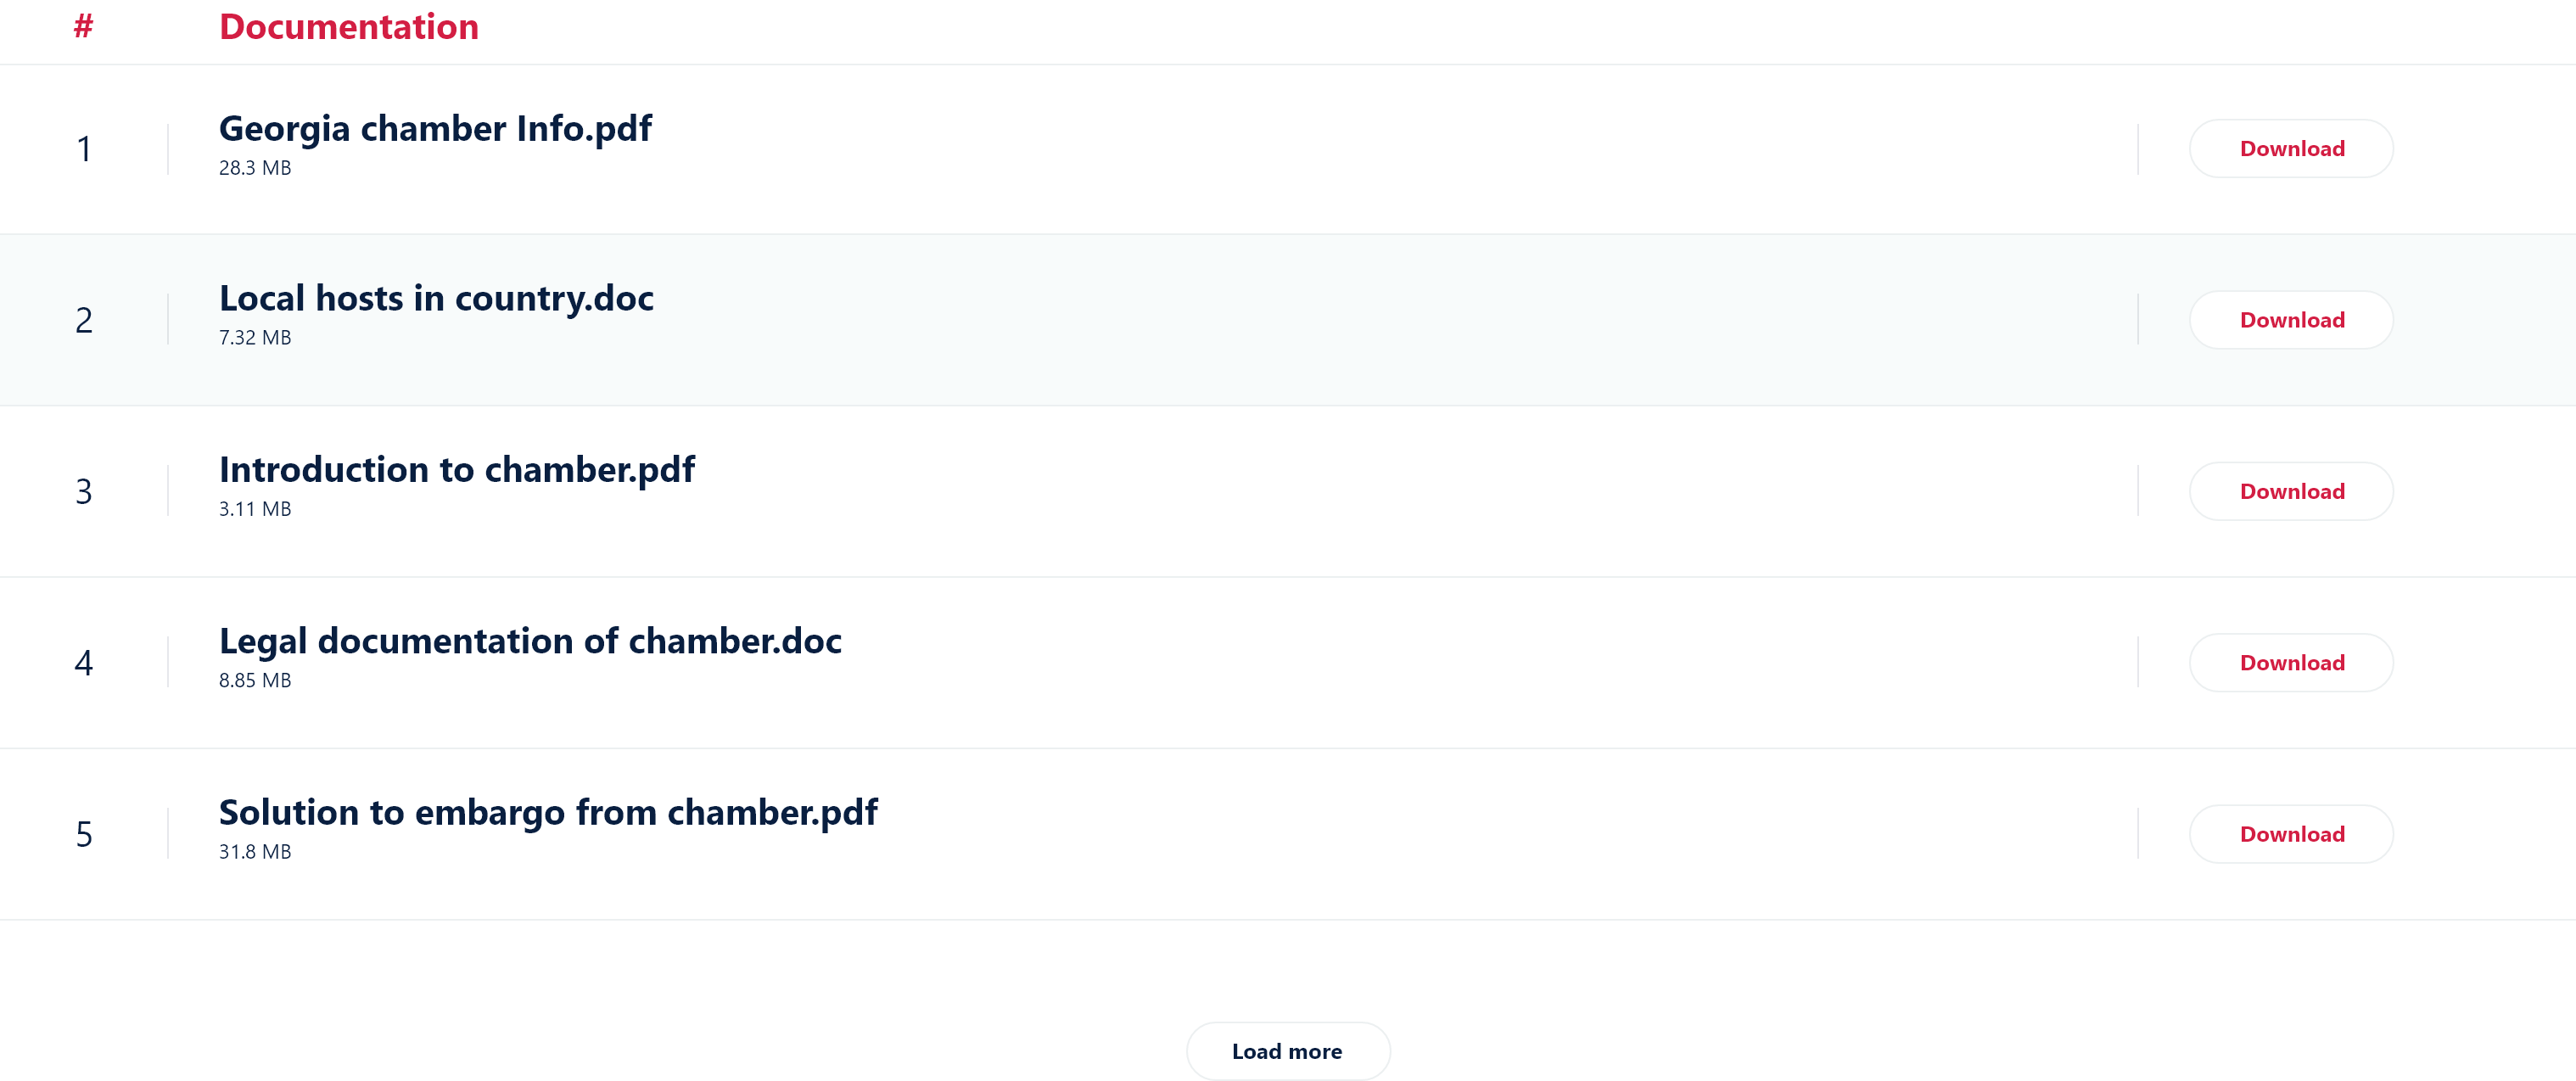 # Documentation
1
Georgia chamber Info.pdf
28.3 MB
Download
2
Local hosts in country.doc
7.32 MB
Download
3
Introduction to chamber.pdf
3.11 MB
Download
4
Legal documentation of chamber.doc
8.85 MB
Download
5
Solution to embargo from chamber.pdf
31.8 MB
Download
Load more